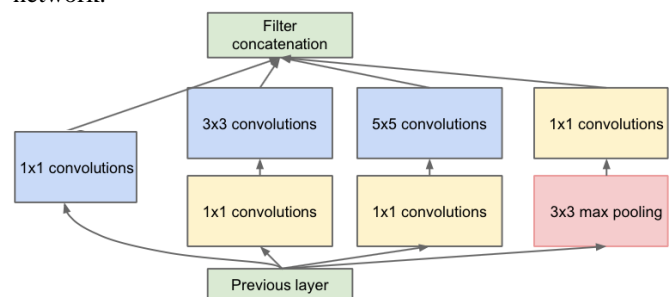 network.
Filter
concatenation
3x3 convolutions
5x5 convolutions
1x1 convolutions
1x1 convolutions
1x1 convolutions
1x1 convolutions
3x3 max pooling
Previous layer